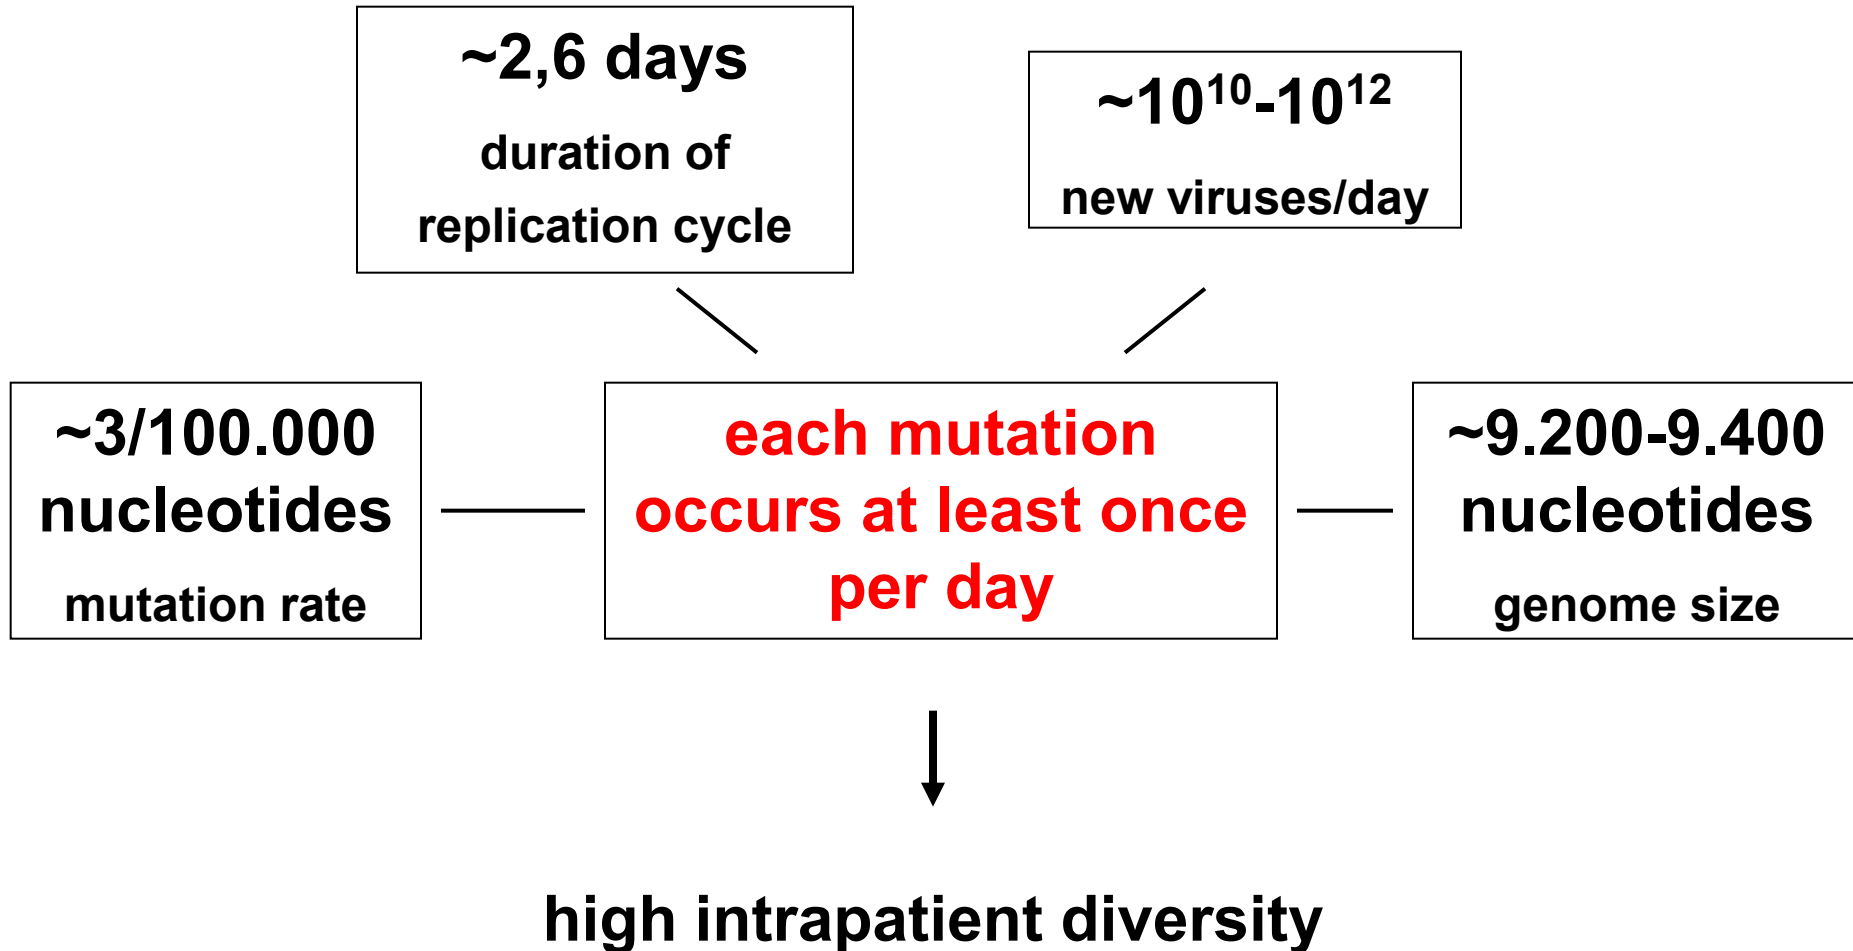 ~2,6 days
duration of
replication cycle
~10¹⁰-10¹²
new viruses/day
~3/100.000
nucleotides
mutation rate
each mutation
occurs at least once
per day
~9.200-9.400
nucleotides
genome size
high intrapatient diversity